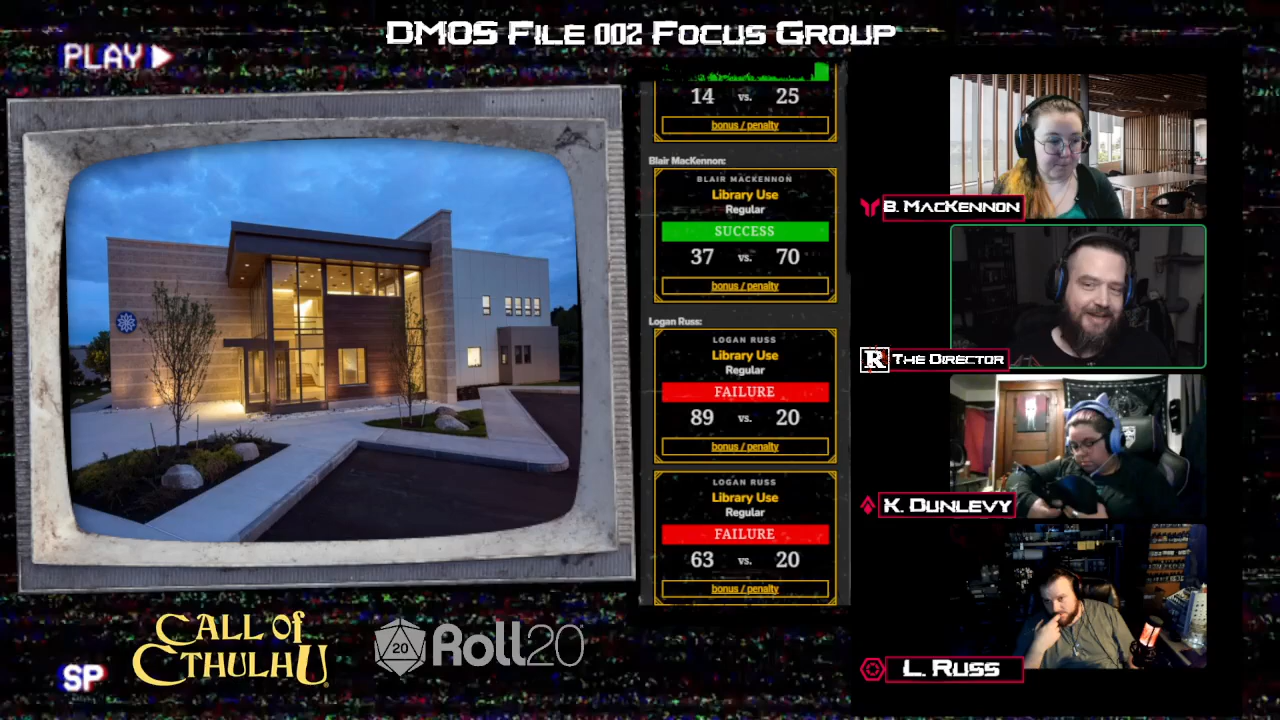 DMOS File 002 Focus Group
PLAY
14 vs. 25
bonus / penalty
Blair MacKennon:
BLAIR MACKENNON
Library Use
Regular
SUCCESS
37 vs. 70
bonus / penalty
Logan Russ:
LOGAN RUSS
Library Use
Regular
FAILURE
89 vs. 20
bonus / penalty
LOGAN RUSS
Library Use
Regular
FAILURE
63 vs. 20
bonus / penalty
B. MacKennon
R The Director
K. Dunlevy
L. Russ
SP
CALL of CTHULHU
20 Roll20